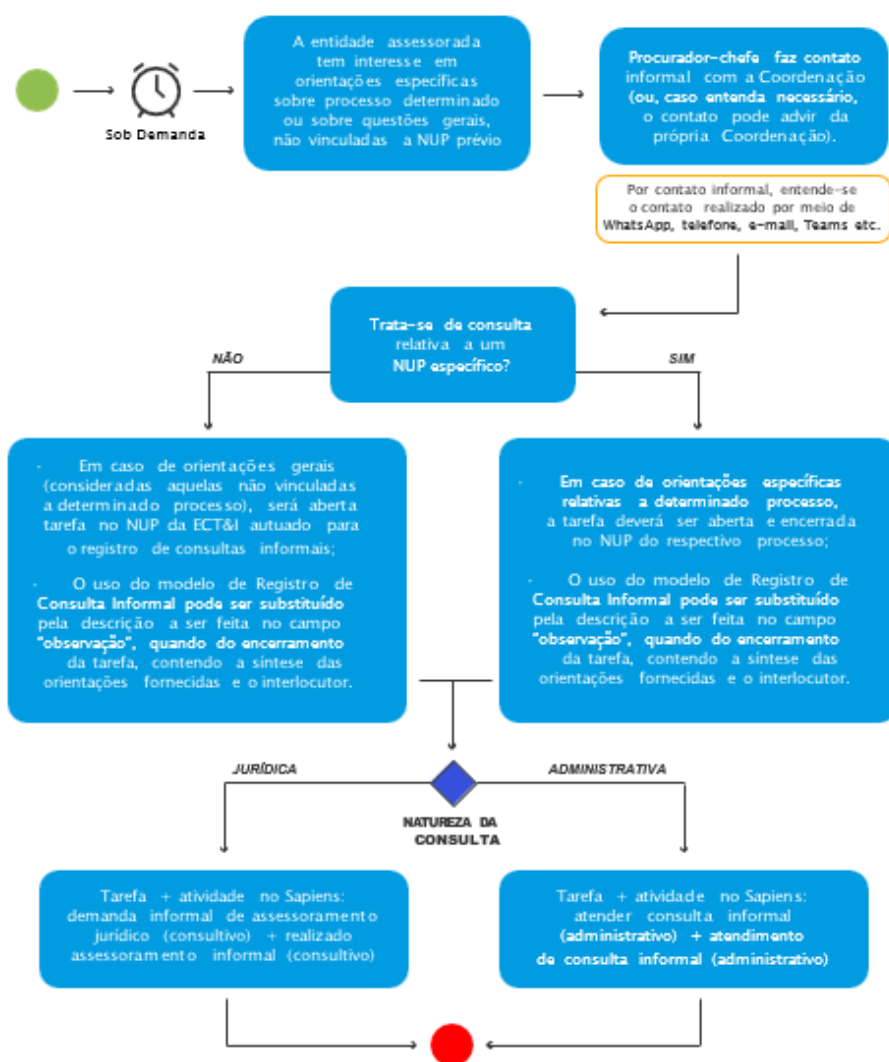 Sob Demanda
A entidade assessorada
tem interesse em
orientações específicas
sobre processo determinado
ou sobre questões gerais,
não vinculadas a NUP prévio
Procurador-chefe faz contato
informal com a Coordenação
(ou, caso entenda necessário,
o contato pode advir da
própria Coordenação).
Por contato informal, entende-se
o contato realizado por meio de
WhatsApp, telefone, e-mail, Teams etc.
Trata-se de consulta
relativa a um
NUP específico?
NÃO
SIM
· Em caso de orientações gerais
(consideradas aquelas não vinculadas
a determinado processo), será aberta
tarefa no NUP da ECT&I autuado para
o registro de consultas informais;
· O uso do modelo de Registro de
Consulta Informal pode ser substituído
pela descrição a ser feita no campo
"observação", quando do encerramento
da tarefa, contendo a síntese das
orientações fornecidas e o interlocutor.
· Em caso de orientações específicas
relativas a determinado processo,
a tarefa deverá ser aberta e encerrada
no NUP do respectivo processo;
· O uso do modelo de Registro de
Consulta Informal pode ser substituído
pela descrição a ser feita no campo
"observação", quando do encerramento
da tarefa, contendo a síntese das
orientações fornecidas e o interlocutor.
JURÍDICA
ADMINISTRATIVA
NATUREZA DA
CONSULTA
Tarefa + atividade no Sapiens:
demanda informal de assessoramento
jurídico (consultivo) + realizado
assessoramento informal (consultivo)
Tarefa + atividade no Sapiens:
atender consulta informal
(administrativo) + atendimento
de consulta informal (administrativo)